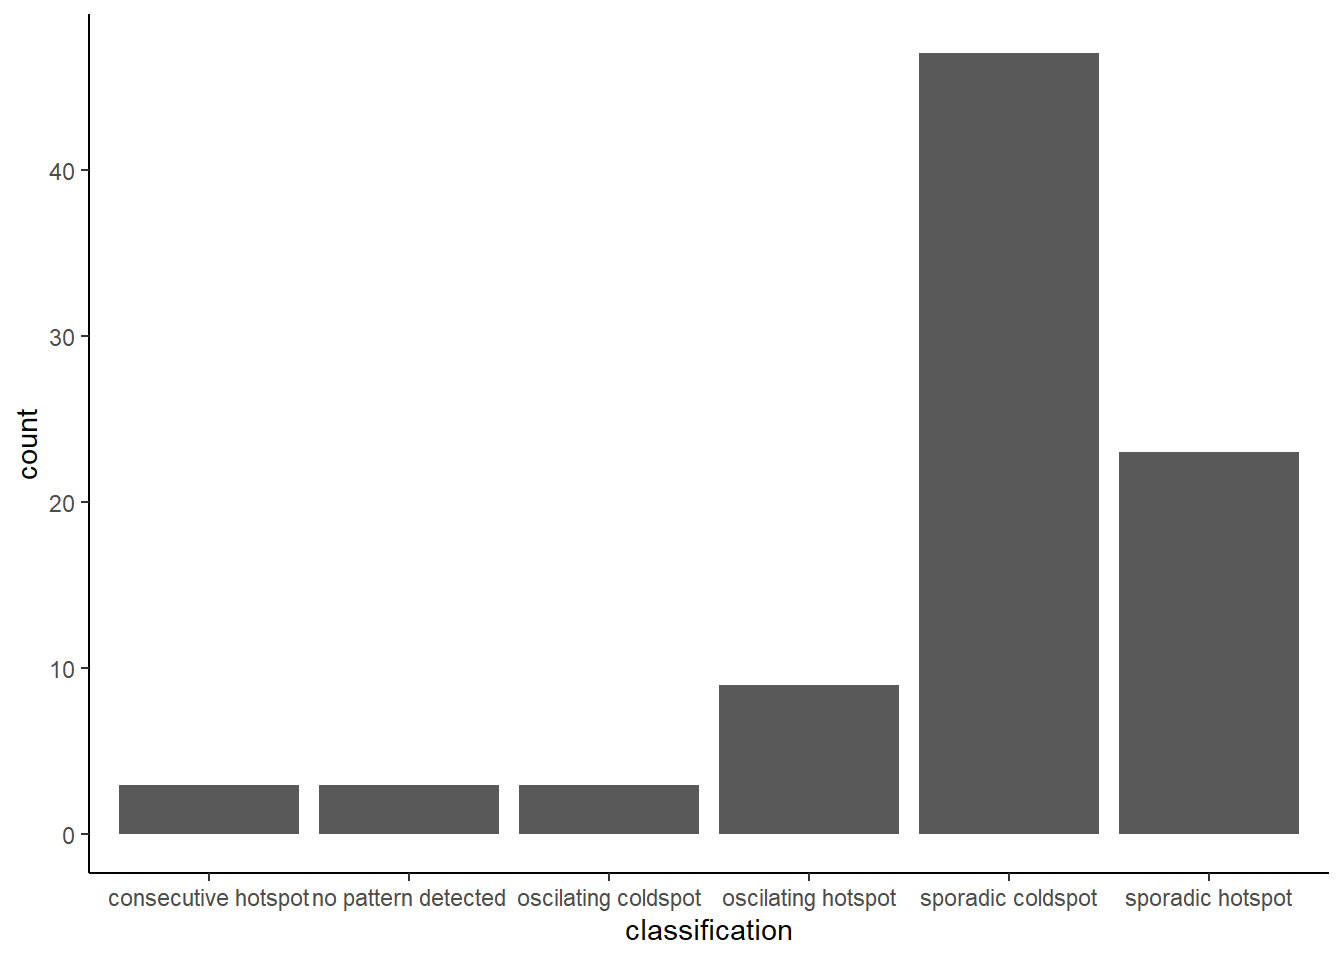 40
30
20
10
0
count
consecutive hotspot no pattern detected oscilating coldspot oscilating hotspot sporadic coldspot sporadic hotspot
classification